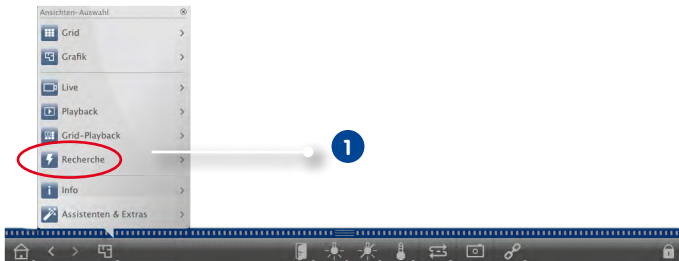 Ansichten-Auswahl
Grid
Grafik
Live
Playback
Grid-Playback
Recherche
1
Info
Assistenten & Extras